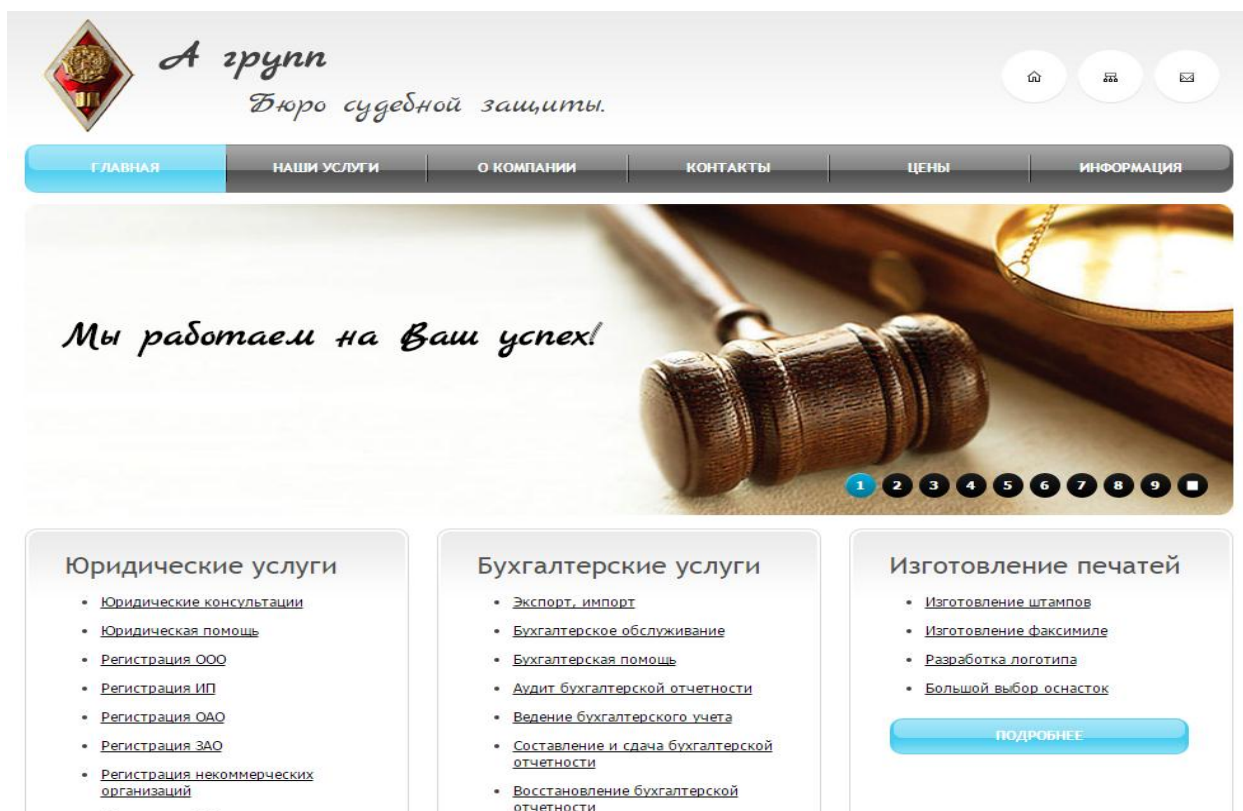 А групп
Бюро судебной защиты.
ГЛАВНАЯ
НАШИ УСЛУГИ
О КОМПАНИИ
КОНТАКТЫ
ЦЕНЫ
ИНФОРМАЦИЯ
Мы работаем на Ваш успех!
1 2 3 4 5 6 7 8 9
Юридические услуги
Юридические консультации
Юридическая помощь
Регистрация ООО
Регистрация ИП
Регистрация ОАО
Регистрация ЗАО
Регистрация некоммерческих
организаций
Бухгалтерские услуги
Экспорт, импорт
Бухгалтерское обслуживание
Бухгалтерская помощь
Аудит бухгалтерской отчетности
Ведение бухгалтерского учета
Составление и сдача бухгалтерской
отчетности
Восстановление бухгалтерской
отчетности
Изготовление печатей
Изготовление штампов
Изготовление факсимиле
Разработка логотипа
Большой выбор оснасток
ПОДРОБНЕЕ